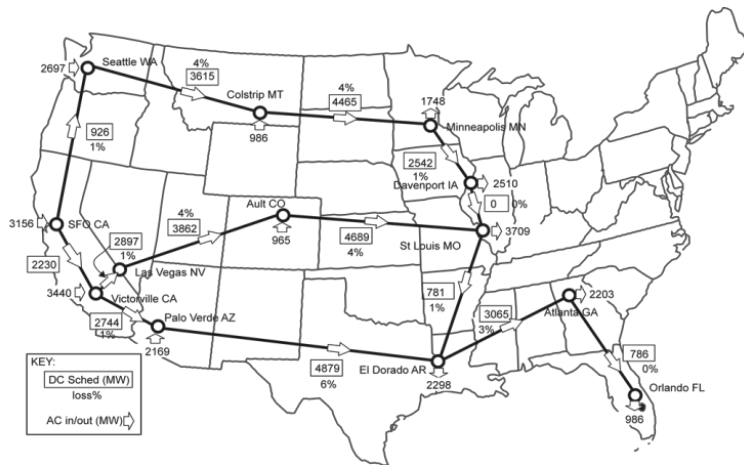 2697
Seattle WA
4%
3615
Colstrip MT
986
4%
4465
1748
Minneapolis MN
926
1%
2542
1%
Davenport IA
2510
0
0%
3156
SFO CA
2230
2897
1%
Las Vegas NV
4%
3862
Ault CO
965
4689
4%
St Louis MO
3709
3440
Victorville CA
2744
1%
Palo Verde AZ
2169
781
1%
4879
6%
El Dorado AR
2298
3065
3%
Atlanta GA
2203
786
0%
Orlando FL
986
KEY:
DC Sched (MW)
loss%
AC in/out (MW)